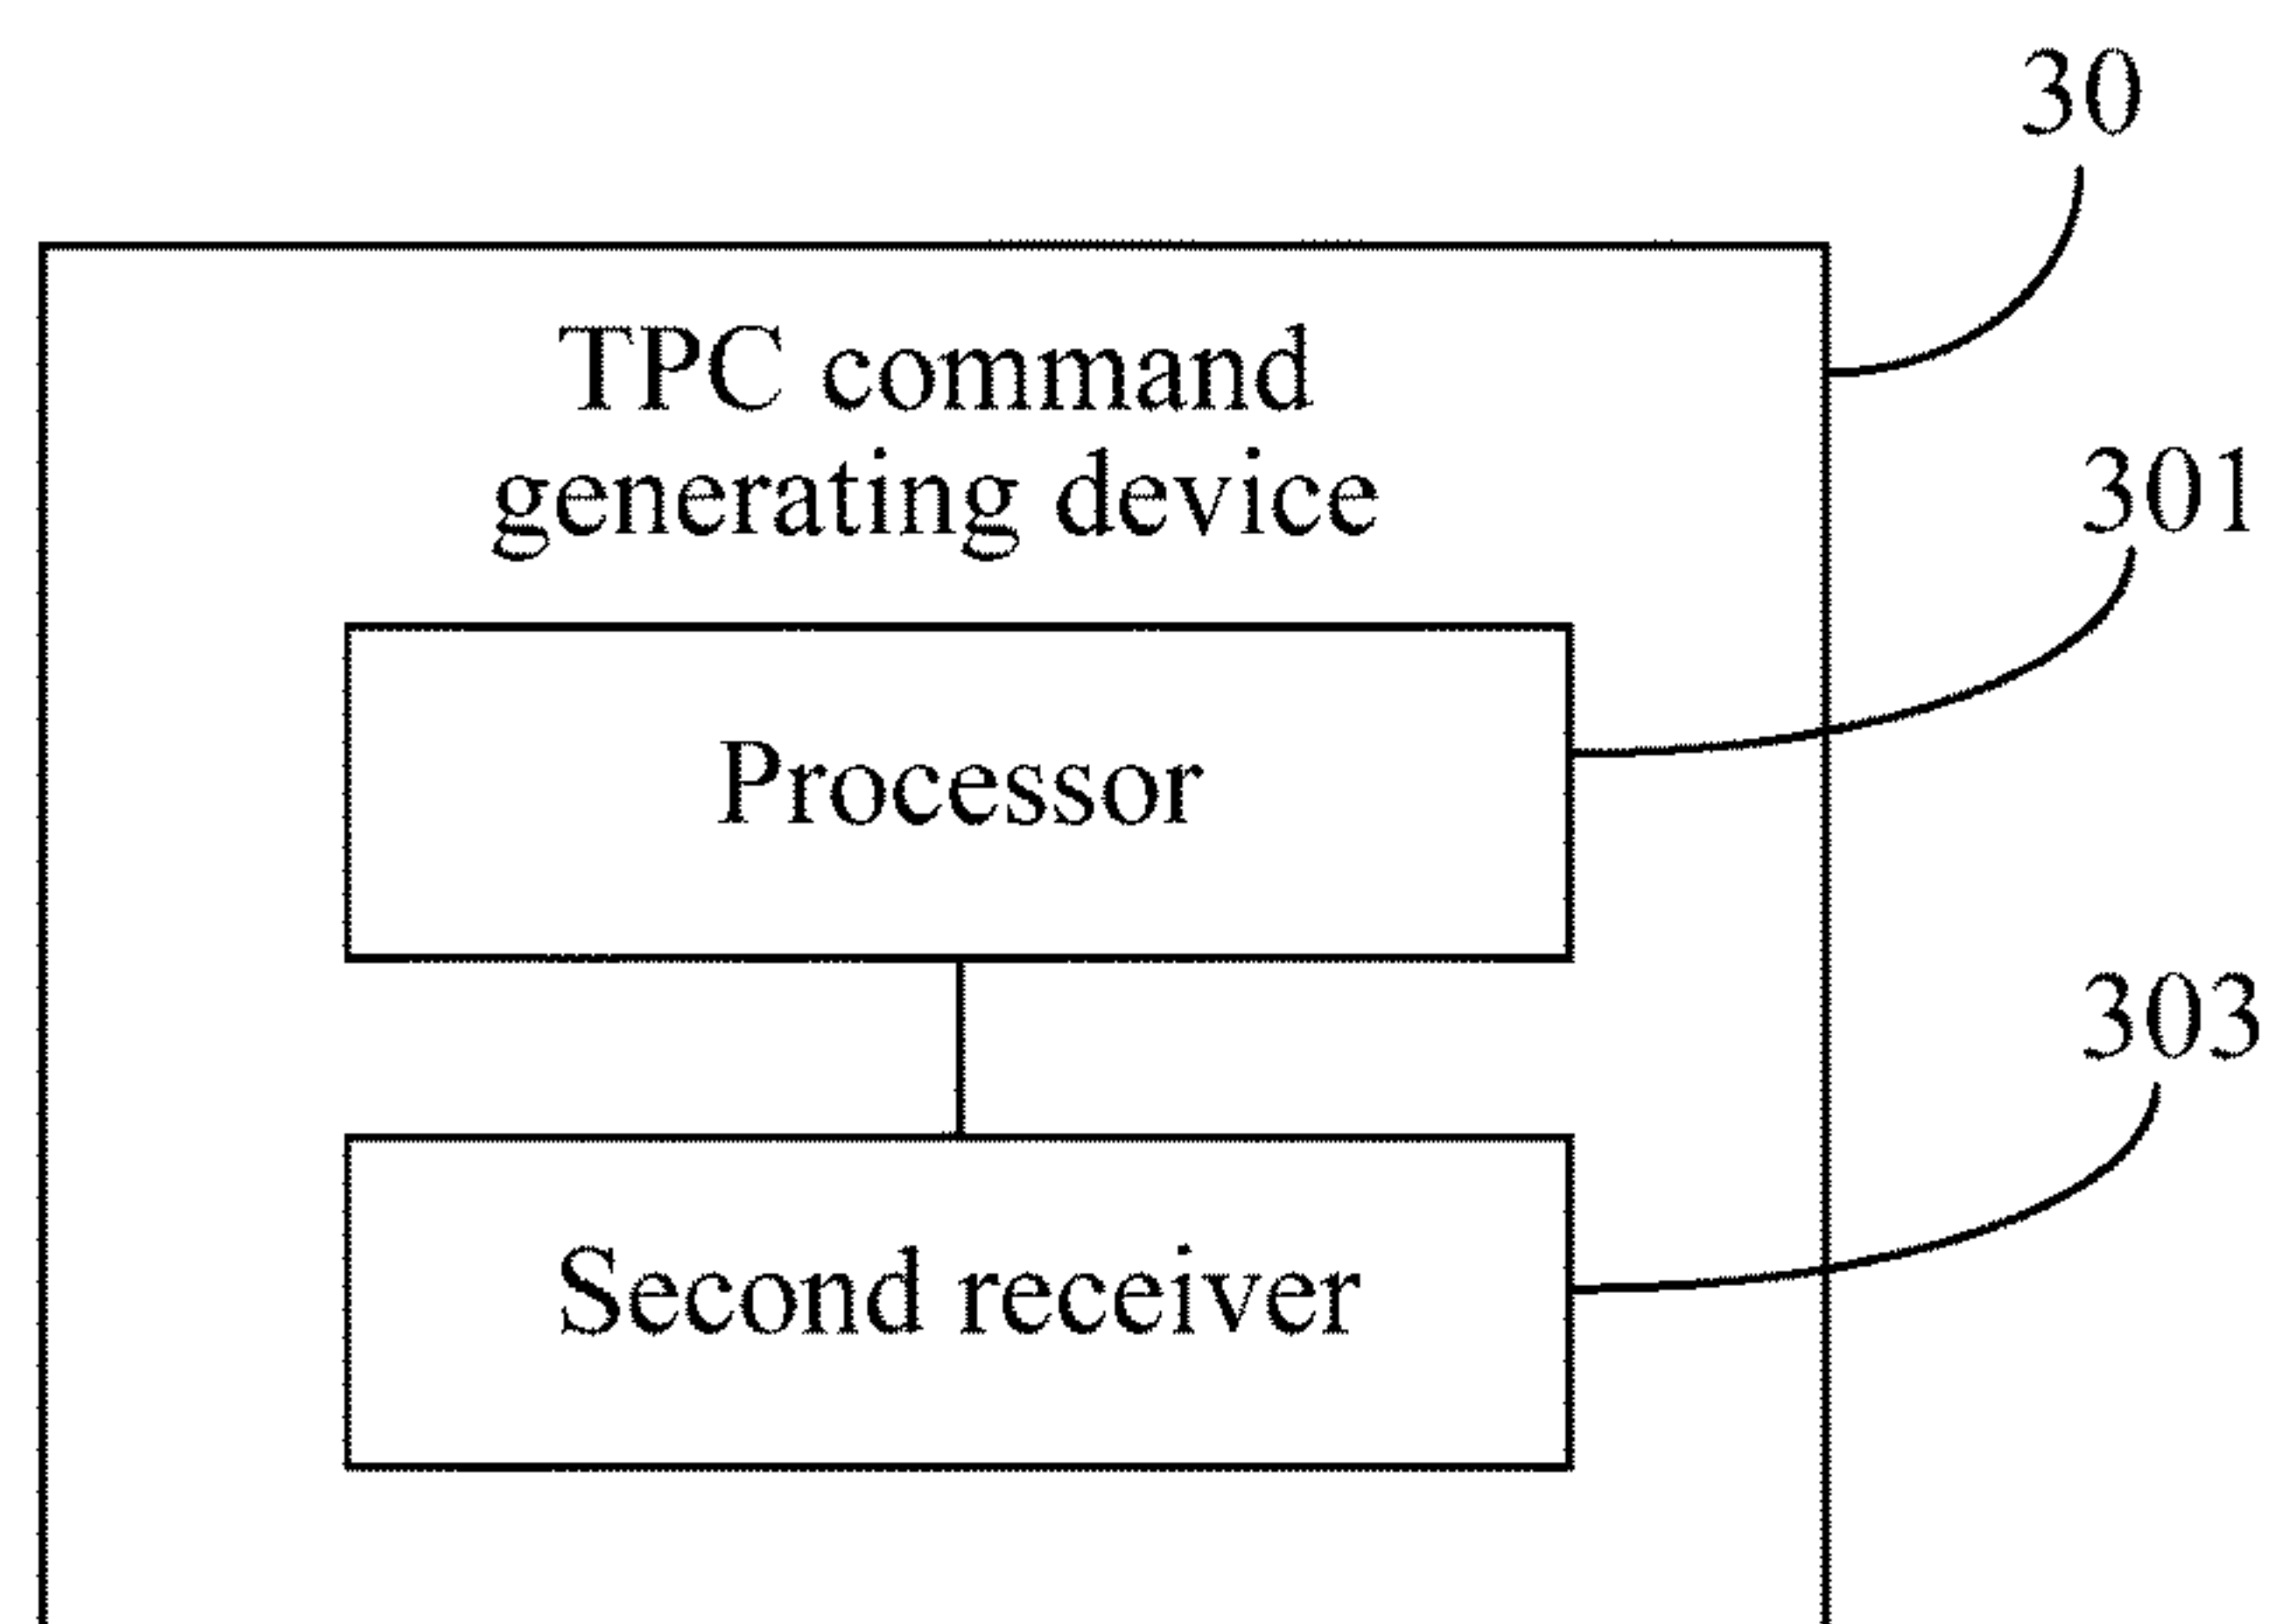 30
TPC command
generating device
301
Processor
303
Second receiver